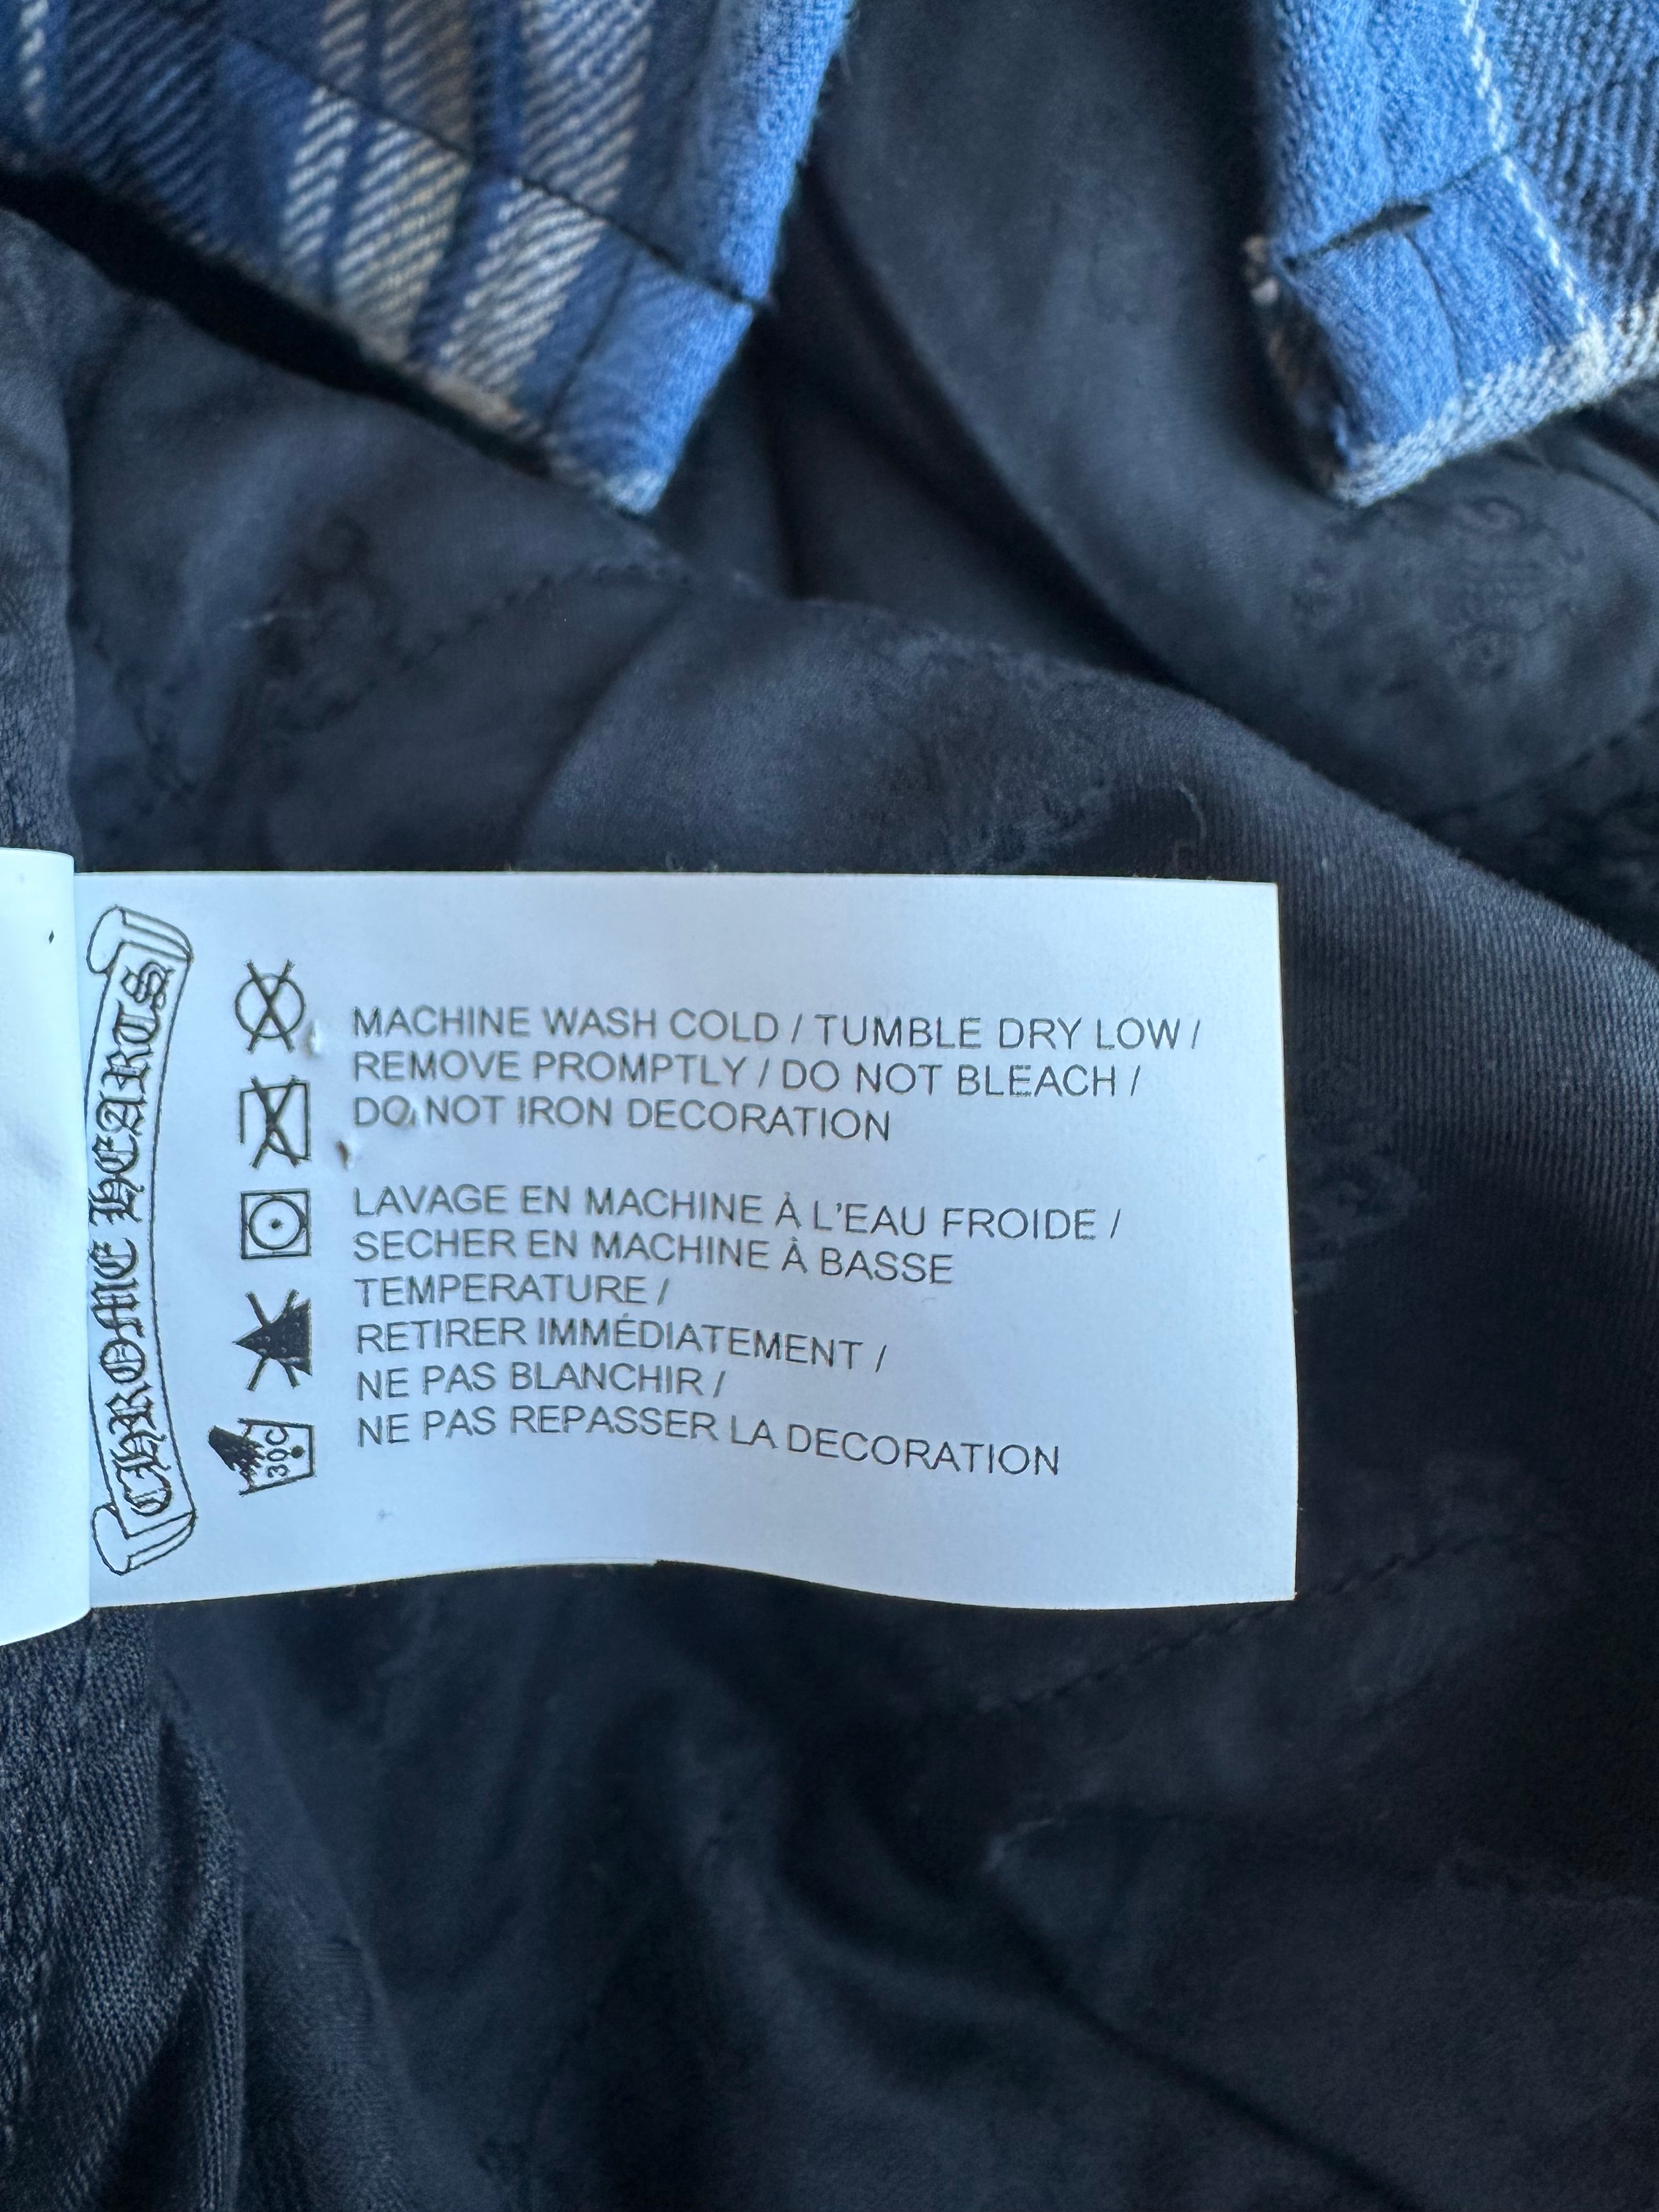 CHROME HEARTS
MACHINE WASH COLD / TUMBLE DRY LOW /
REMOVE PROMPTLY / DO NOT BLEACH /
DO NOT IRON DECORATION
LAVAGE EN MACHINE À L'EAU FROIDE /
SECHER EN MACHINE À BASSE
TEMPERATURE /
RETIRER IMMÉDIATEMENT /
NE PAS BLANCHIR /
NE PAS REPASSER LA DECORATION
30C